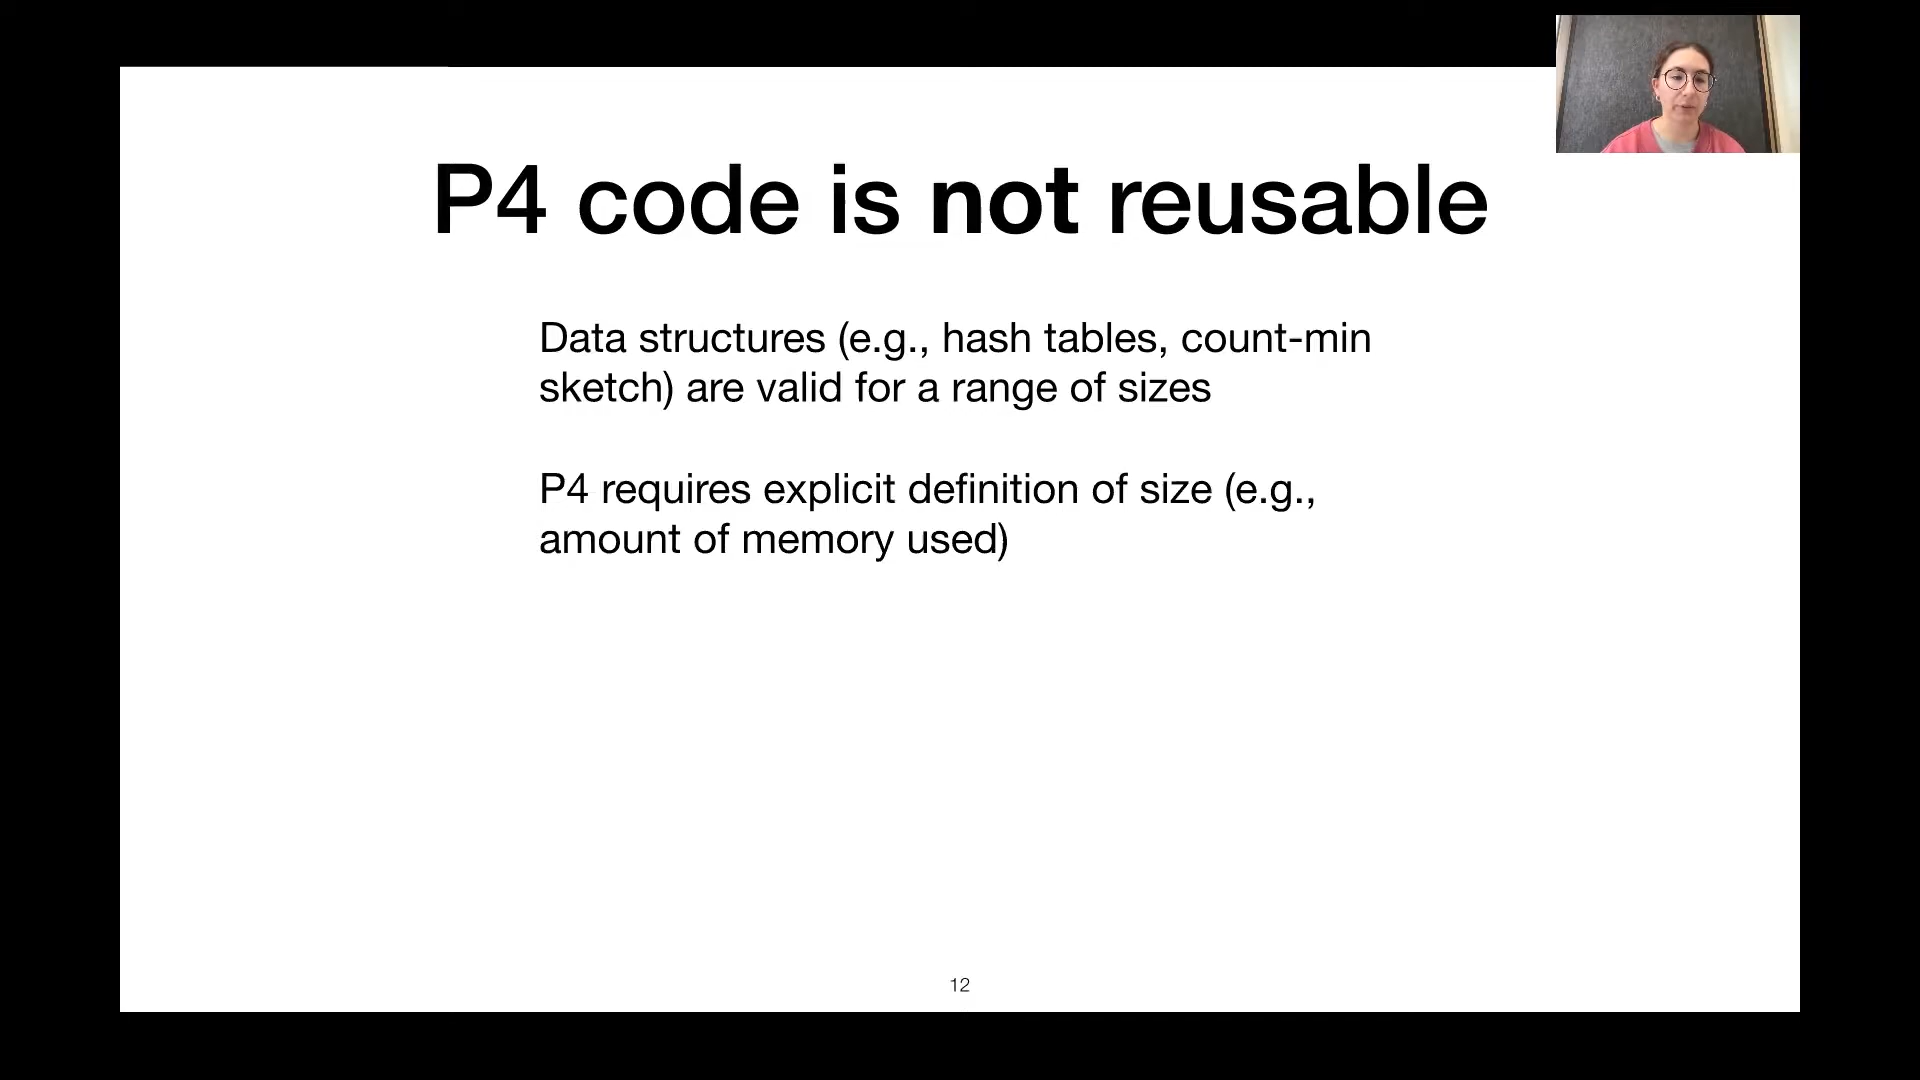 P4 code is not reusable
Data structures (e.g., hash tables, count-min
sketch) are valid for a range of sizes
P4 requires explicit definition of size (e.g.,
amount of memory used)
12